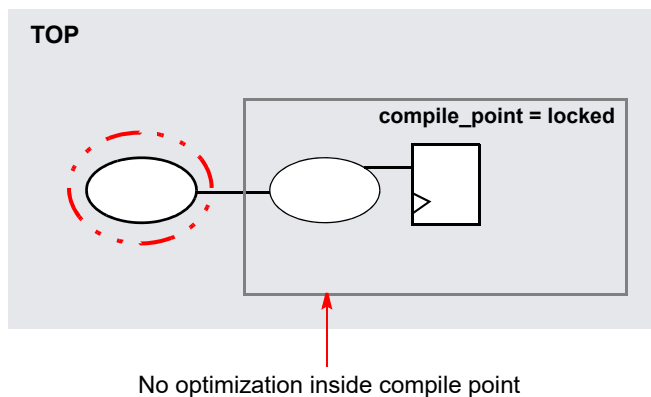 TOP
compile_point = locked
No optimization inside compile point